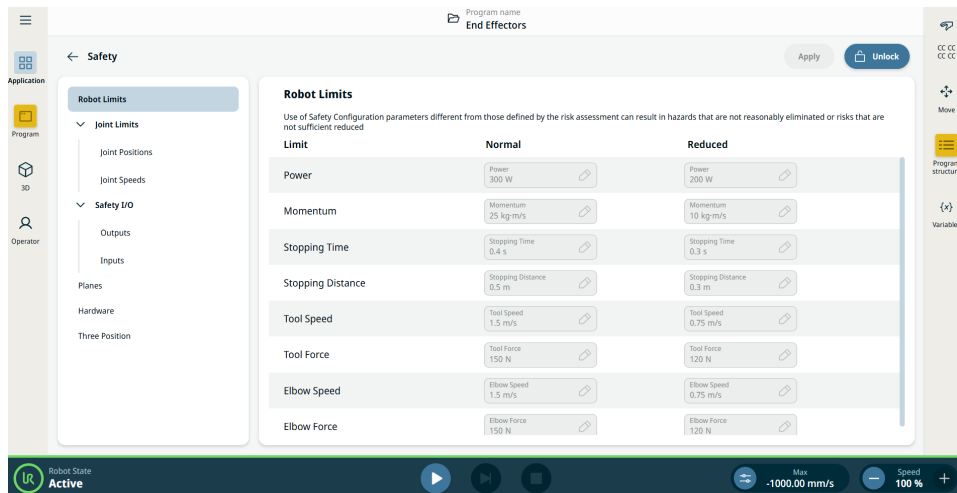 Program name
End Effectors
Safety
Apply
Unlock
Application
Program
3D
Operator
Robot Limits
Joint Limits
Joint Positions
Joint Speeds
Safety I/O
Outputs
Inputs
Planes
Hardware
Three Position
Robot Limits
Use of Safety Configuration parameters different from those defined by the risk assessment can result in hazards that are not reasonably eliminated or risks that are
not sufficient reduced
Limit Normal Reduced
Power
Power
300 W
Power
200 W
Momentum
Momentum
25 kg·m/s
Momentum
10 kg·m/s
Stopping Time
Stopping Time
0.4 s
Stopping Time
0.3 s
Stopping Distance
Stopping Distance
0.5 m
Stopping Distance
0.3 m
Tool Speed
Tool Speed
1.5 m/s
Tool Speed
0.75 m/s
Tool Force
Tool Force
150 N
Tool Force
120 N
Elbow Speed
Elbow Speed
1.5 m/s
Elbow Speed
0.75 m/s
Elbow Force
Elbow Force
150 N
Elbow Force
120 N
CC CC
CC CC
Move
Program
structur
{x}
Variable
UR
Robot State
Active
Max
-1000.00 mm/s
Speed
100 %